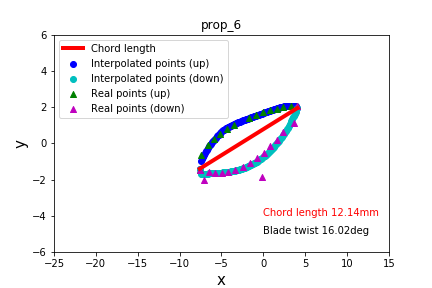 prop_6
Chord length
Interpolated points (up)
Interpolated points (down)
Real points (up)
Real points (down)
6
4
2
0
−2
−4
−6
y
Chord length 12.14mm
Blade twist 16.02deg
−25
−20
−15
−10
−5
0
5
10
15
x